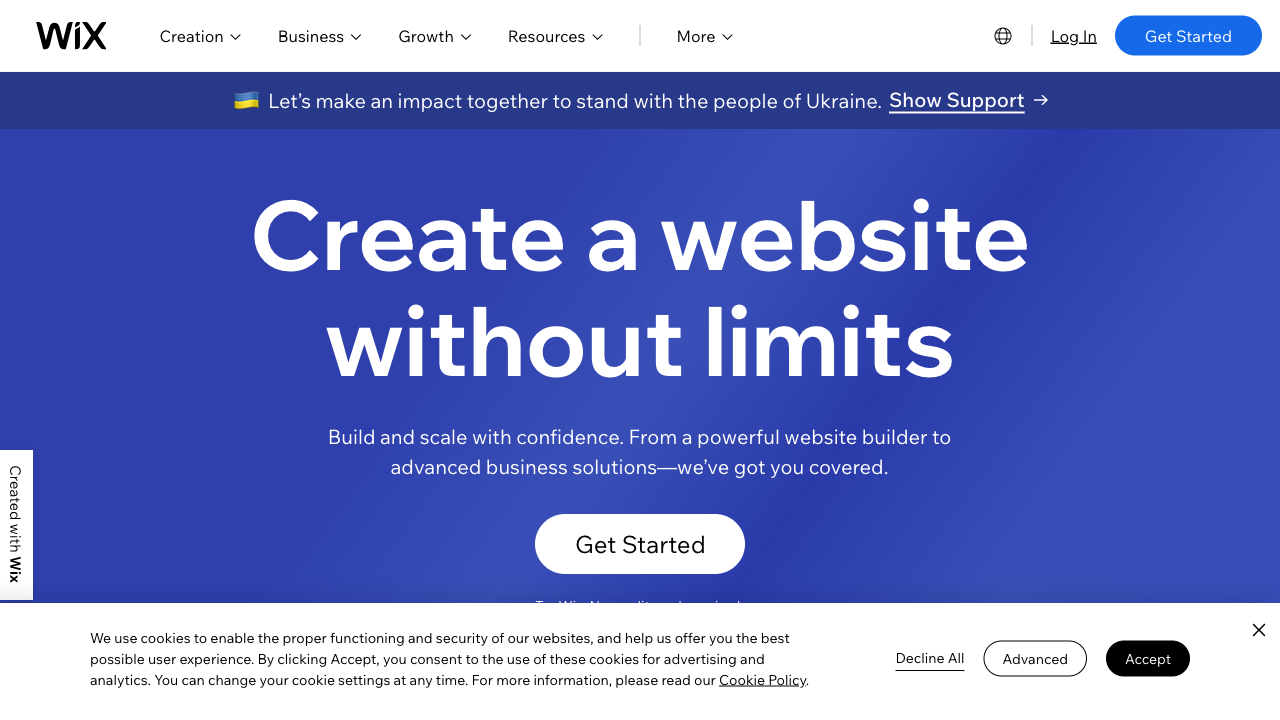 WiX
Creation
Business
Growth
Resources
More
Log In
Get Started
Let’s make an impact together to stand with the people of Ukraine. Show Support →
Create a website
without limits
Build and scale with confidence. From a powerful website builder to
advanced business solutions—we’ve got you covered.
Get Started
Created with Wix
We use cookies to enable the proper functioning and security of our websites, and help us offer you the best
possible user experience. By clicking Accept, you consent to the use of these cookies for advertising and
analytics. You can change your cookie settings at any time. For more information, please read our Cookie Policy.
Decline All
Advanced
Accept